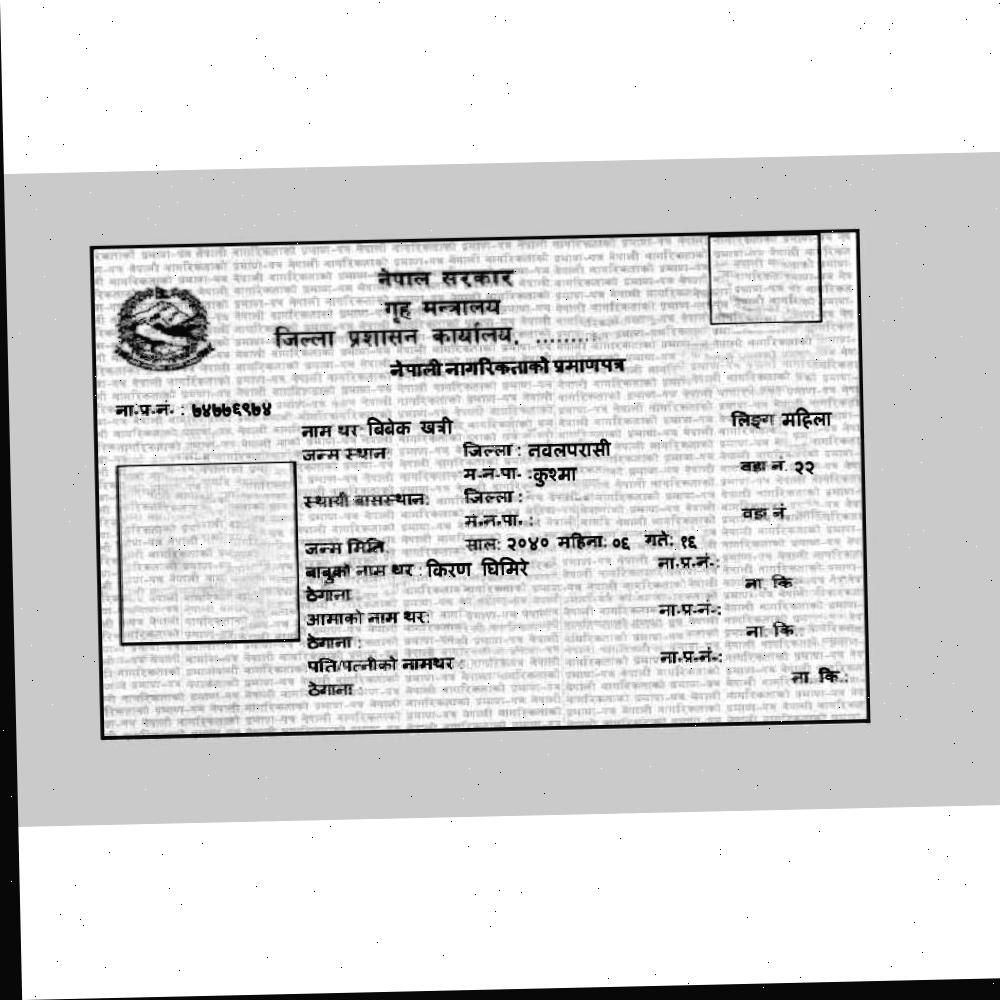 नेपाल सरकार
गृह मन्त्रालय
जिल्ला प्रशासन कार्यालय, ........
नेपाली नागरिकताको प्रमाणपत्र
ना.प्र.नं. : ७४७७६९७४
लिङ्ग महिला
नाम थर बिबेक खत्री
जन्म स्थान जिल्ला : नवलपरासी
म.न.पा. : कुश्मा वडा नं. २२
स्थायी बासस्थान: जिल्ला :
म.न.पा. : वडा नं.
जन्म मिति साल: २०४० महिना: ०६ गते: १६
बाबुको नाम थर : किरण घिमिरे ना.प्र.नं.:
ठेगाना ना. कि.
आमाको नाम थर: ना.प्र.नं.:
ठेगाना : ना. कि.:
पति/पत्नीको नामथर : ना.प्र.नं.:
ठेगाना : ना. कि.: